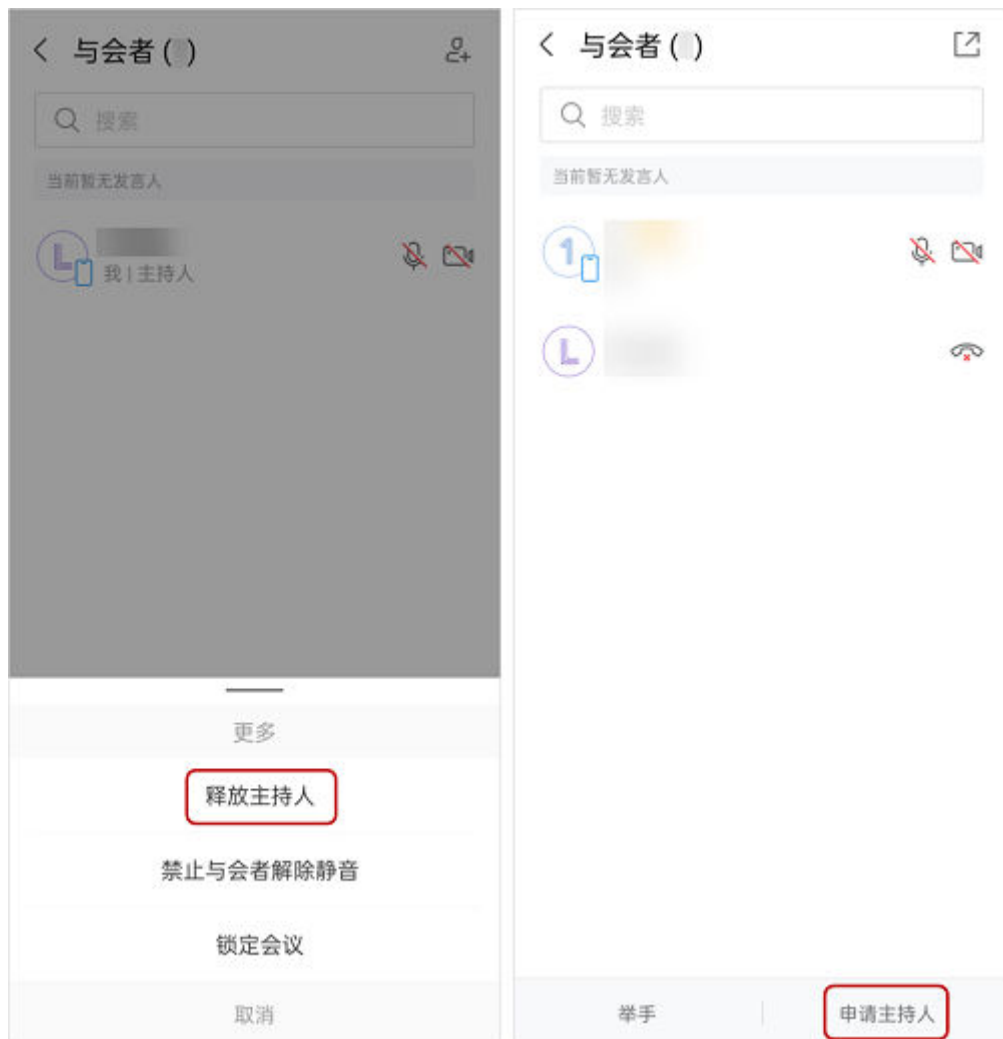 与会者 ( )
搜索
当前暂无发言人
L
我 | 主持人
更多
释放主持人
禁止与会者解除静音
锁定会议
取消
与会者 ( )
搜索
当前暂无发言人
1
L
举手
申请主持人